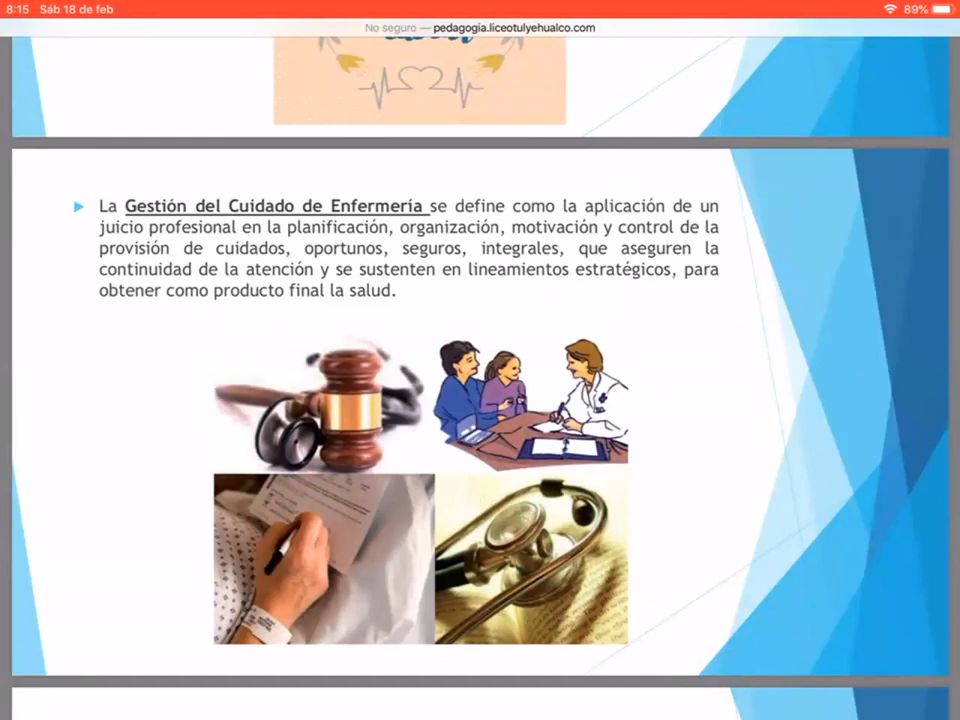 8:15 Sáb 18 de feb
89%
No seguro — pedagogia.liceotulyehualco.com
La Gestión del Cuidado de Enfermería se define como la aplicación de un
juicio profesional en la planificación, organización, motivación y control de la
provisión de cuidados, oportunos, seguros, integrales, que aseguren la
continuidad de la atención y se sustenten en lineamientos estratégicos, para
obtener como producto final la salud.